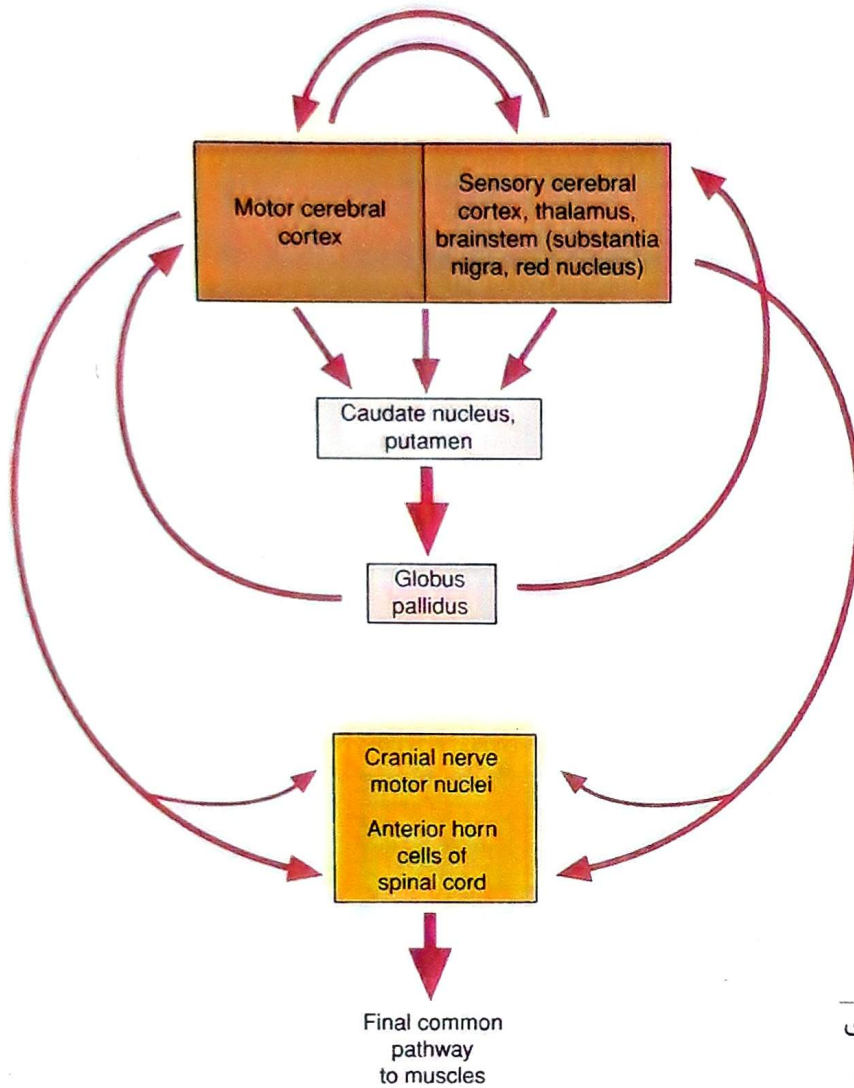 Motor cerebral
cortex
Sensory cerebral
cortex, thalamus,
brainstem (substantia
nigra, red nucleus)
Caudate nucleus,
putamen
Globus
pallidus
Cranial nerve
motor nuclei
Anterior horn
cells of
spinal cord
Final common
pathway
to muscles